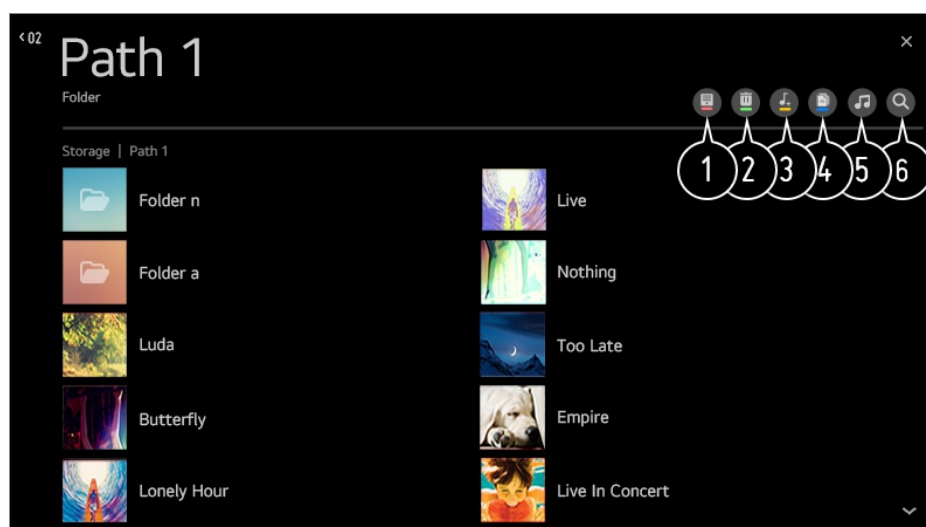 02
Path 1
Folder
1 2 3 4 5 6
Storage | Path 1
Folder n
Folder a
Luda
Butterfly
Lonely Hour
Live
Nothing
Too Late
Empire
Live In Concert